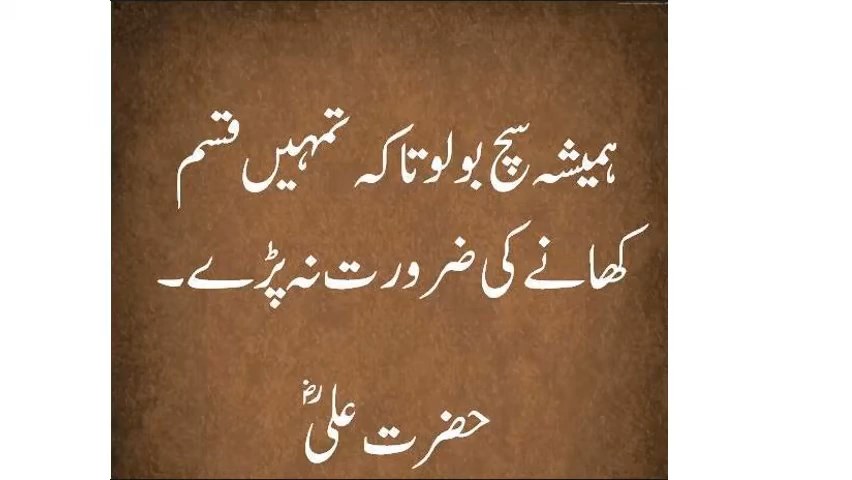 ہمیشہ سچ بولو تاکہ تمہیں قسم
کھانے کی ضرورت نہ پڑے۔
حضرت علیؓ